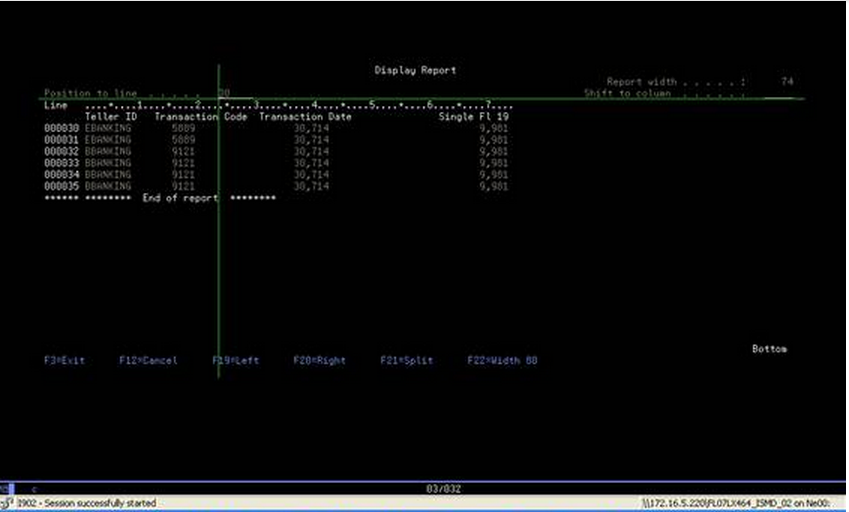 Display Report
Report width . . . . . : 74
Position to line . . . . . 30
Shift to column . . . . . .
Line ....+....1....+....2....+....3....+....4....+....5....+....6....+....7....
Teller ID Transaction Code Transaction Date Single Fl 19
000030 EBANKING 5889 30,714 9,981
000031 EBANKING 5889 30,714 9,981
000032 BBANKING 9121 30,714 9,981
000033 BBANKING 9121 30,714 9,981
000034 BBANKING 9121 30,714 9,981
000035 BBANKING 9121 30,714 9,981
****** ******** End of report ********
Bottom
F3=Exit F12=Cancel F19=Left F20=Right F21=Split F22=Width 80
03/032
I902 - Session successfully started
\\172.16.5.220\FL07LX464_ISMD_02 on Ne00: